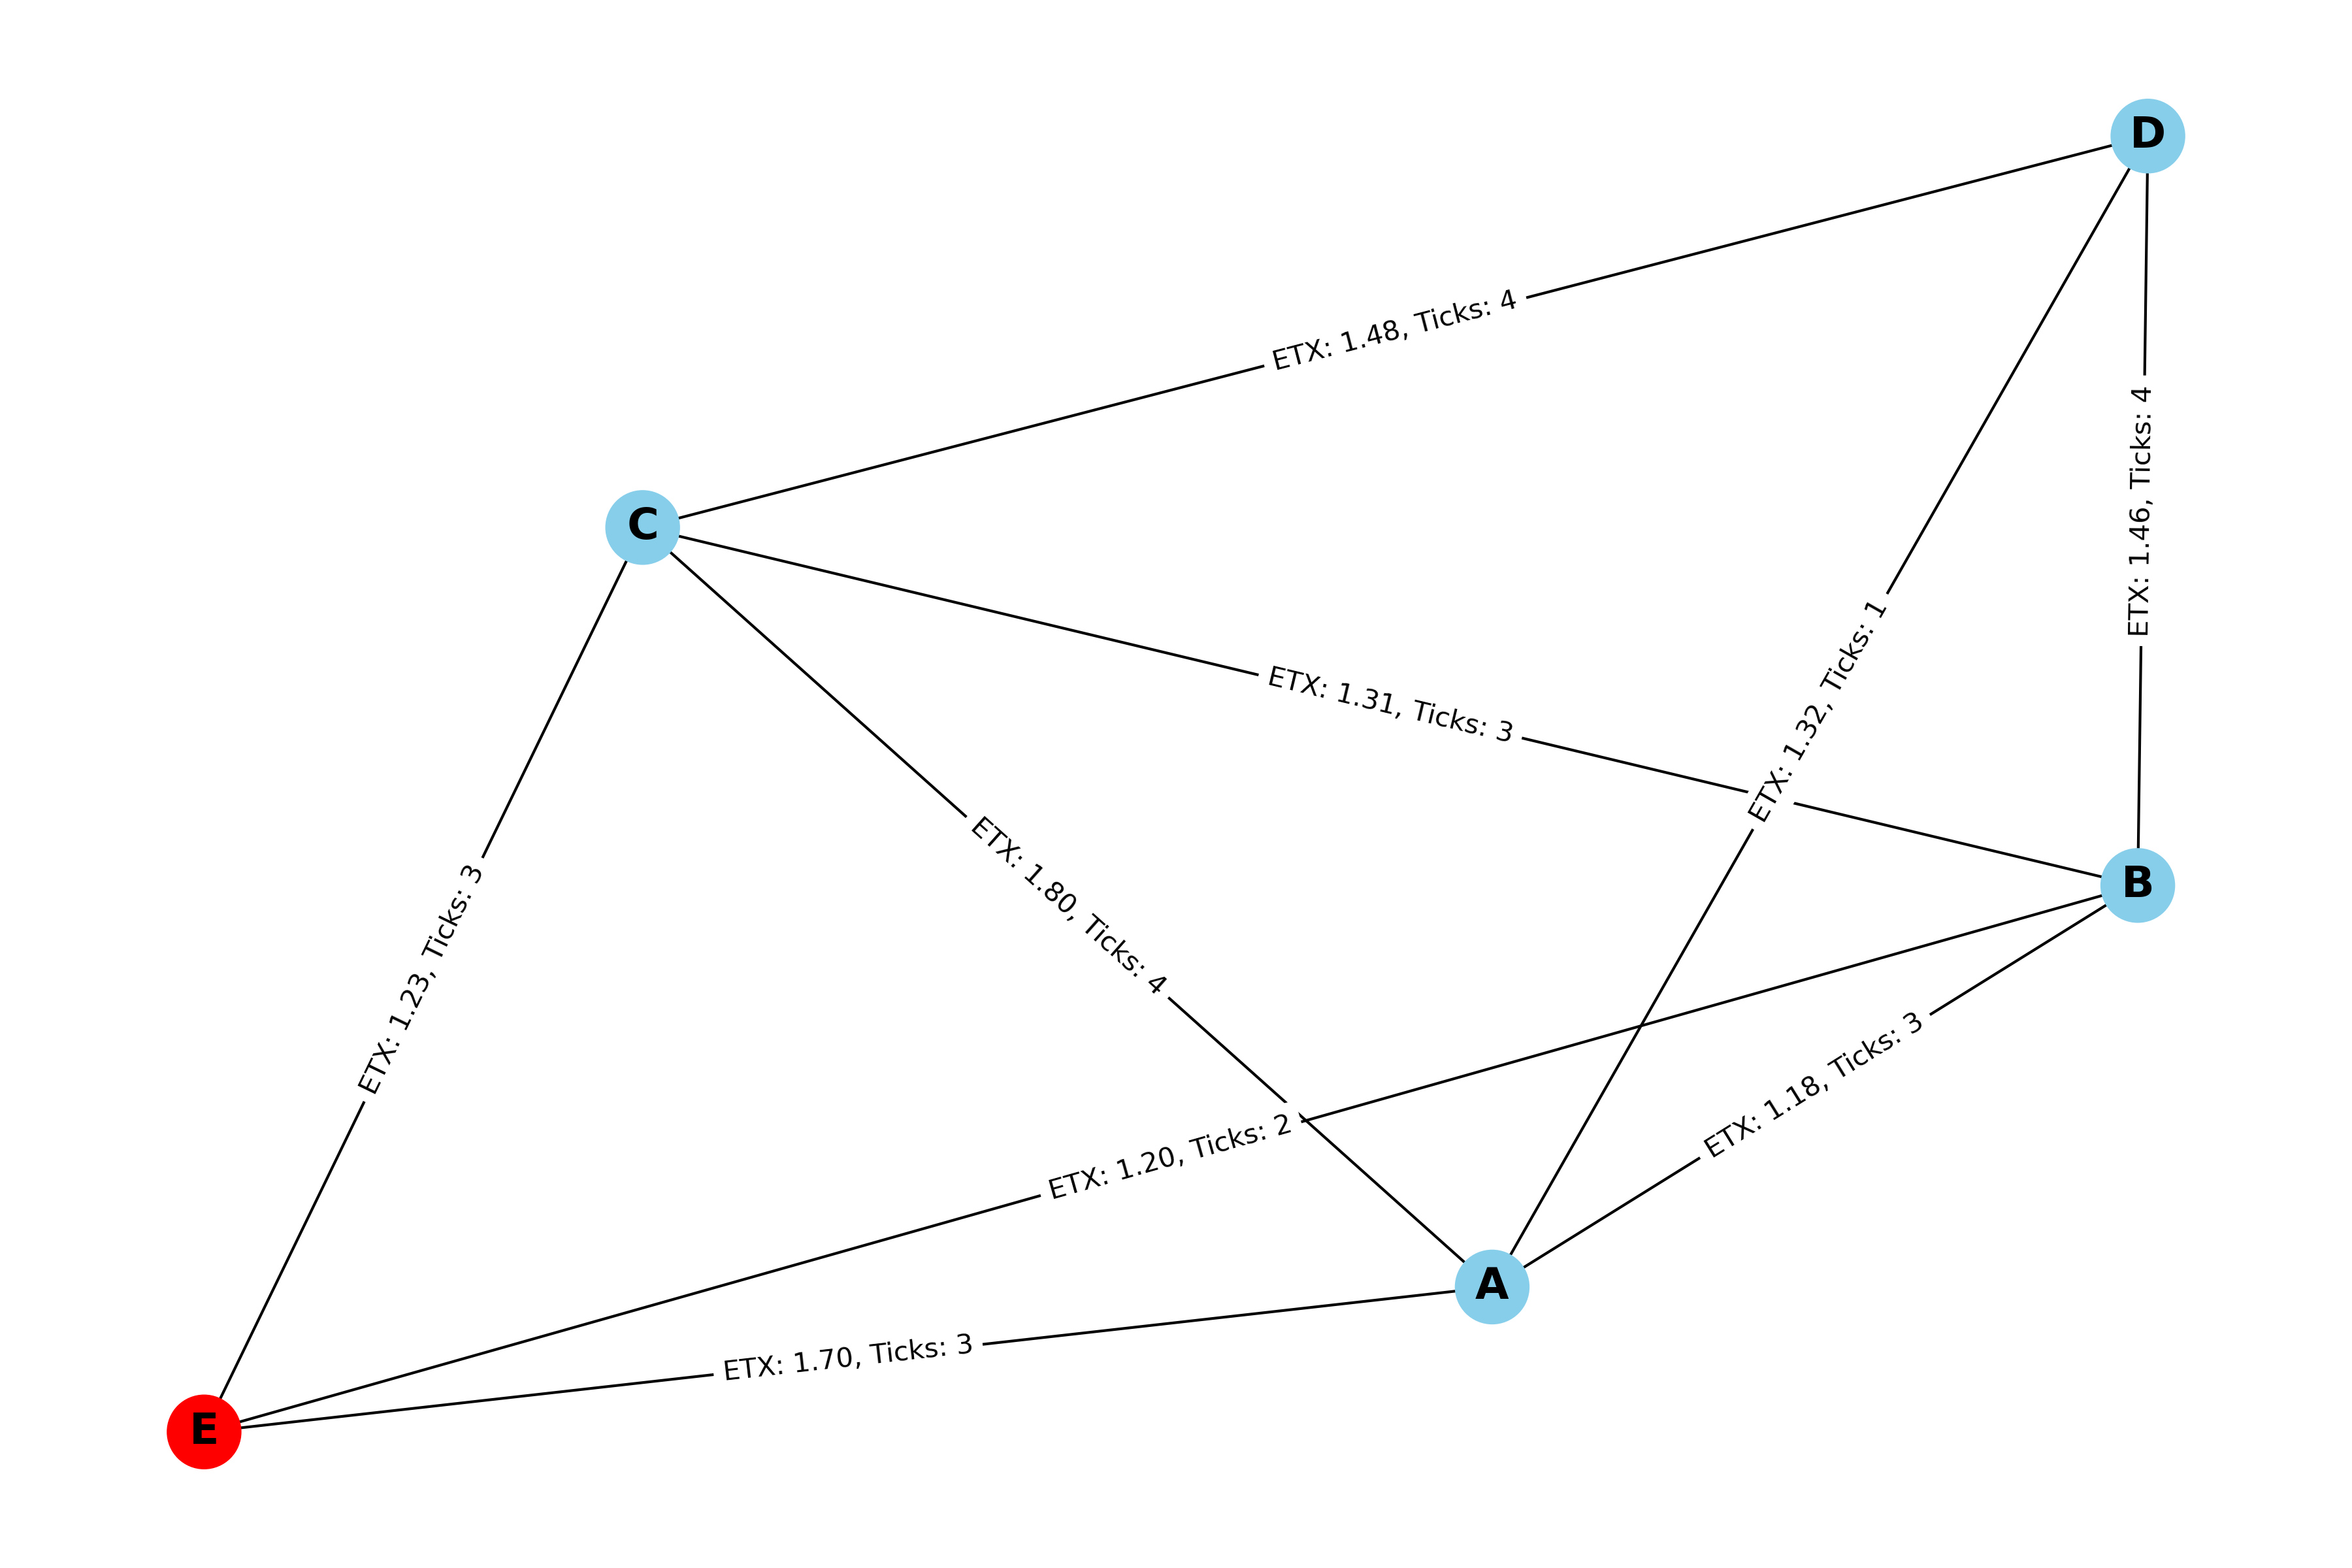 D
ETX: 1.48, Ticks: 4
ETX: 1.46, Ticks: 4
C
ETX: 1.32, Ticks: 1
ETX: 1.31, Ticks: 3
B
ETX: 1.80, Ticks: 4
ETX: 1.23, Ticks: 3
ETX: 1.18, Ticks: 3
ETX: 1.20, Ticks: 2
A
ETX: 1.70, Ticks: 3
E